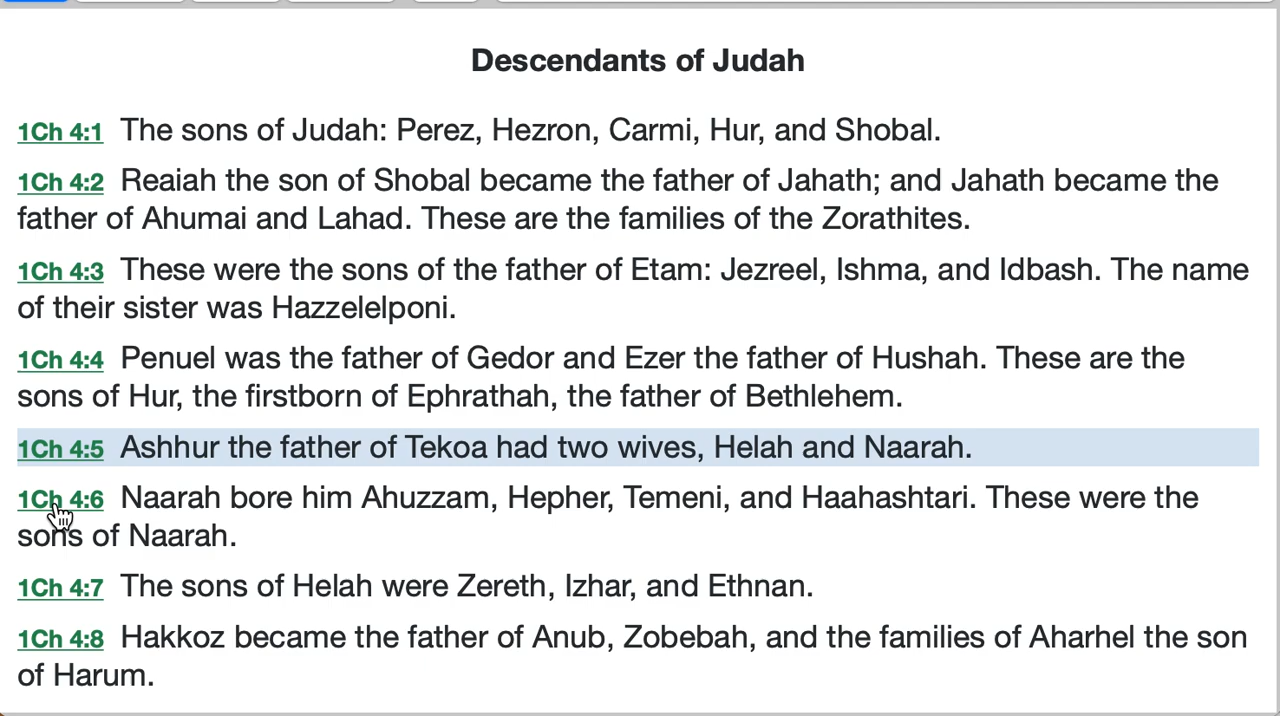 Descendants of Judah
1Ch 4:1 The sons of Judah: Perez, Hezron, Carmi, Hur, and Shobal.
1Ch 4:2 Reaiah the son of Shobal became the father of Jahath; and Jahath became the
father of Ahumai and Lahad. These are the families of the Zorathites.
1Ch 4:3 These were the sons of the father of Etam: Jezreel, Ishma, and Idbash. The name
of their sister was Hazzelelponi.
1Ch 4:4 Penuel was the father of Gedor and Ezer the father of Hushah. These are the
sons of Hur, the firstborn of Ephrathah, the father of Bethlehem.
1Ch 4:5 Ashhur the father of Tekoa had two wives, Helah and Naarah.
1Ch 4:6 Naarah bore him Ahuzzam, Hepher, Temeni, and Haahashtari. These were the
sons of Naarah.
1Ch 4:7 The sons of Helah were Zereth, Izhar, and Ethnan.
1Ch 4:8 Hakkoz became the father of Anub, Zobebah, and the families of Aharhel the son
of Harum.